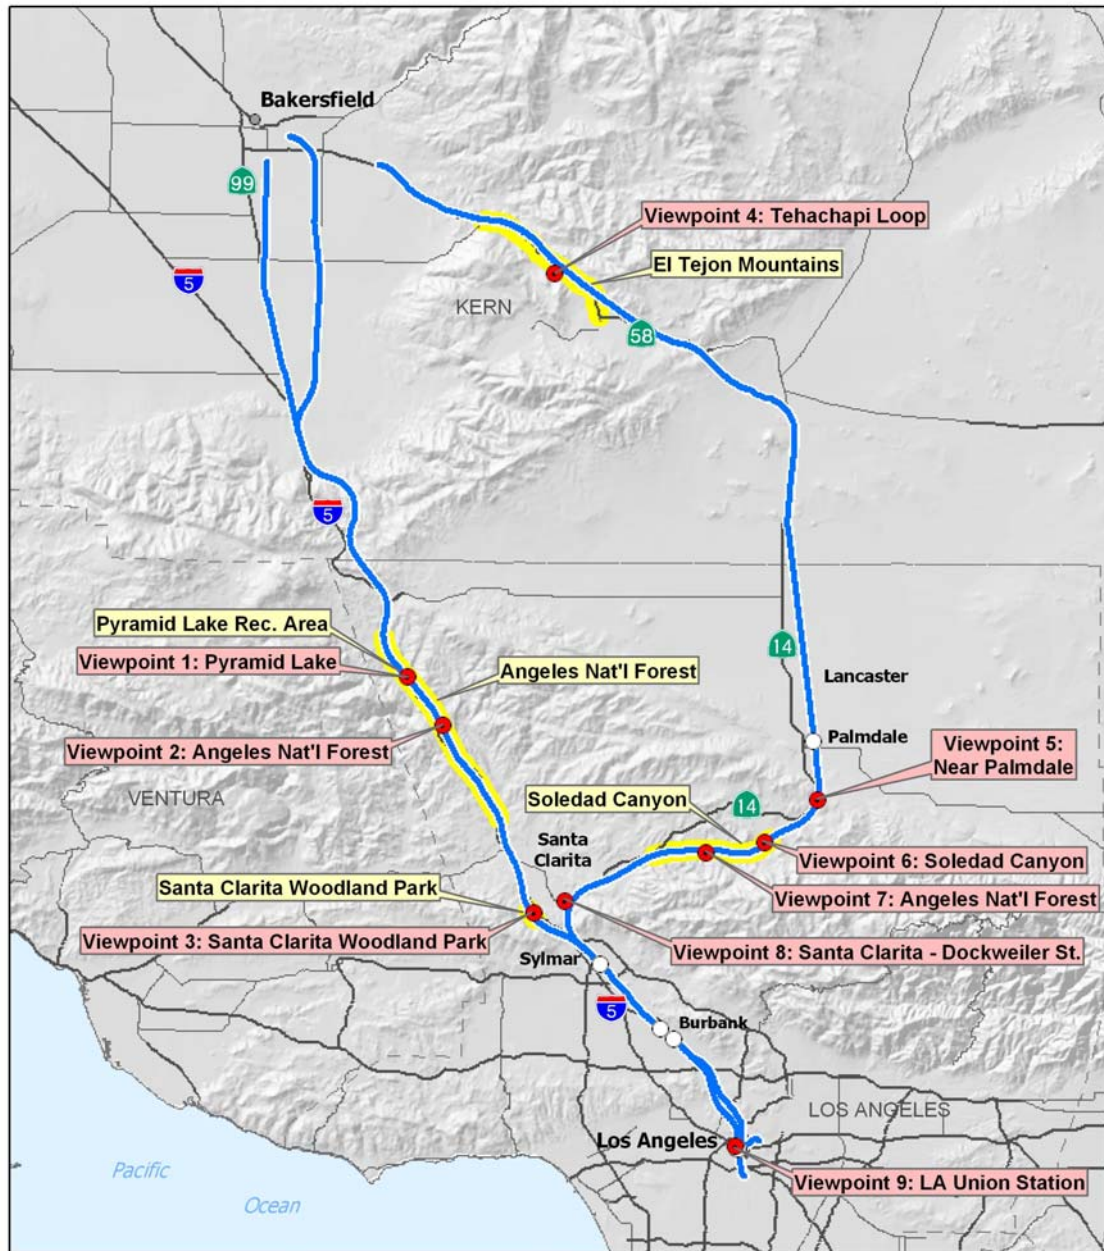 Bakersfield
99
Viewpoint 4: Tehachapi Loop
El Tejon Mountains
5
KERN
58
5
Pyramid Lake Rec. Area
Viewpoint 1: Pyramid Lake
Angeles Nat'l Forest
14
Lancaster
Viewpoint 2: Angeles Nat'l Forest
Palmdale
Viewpoint 5:
Near Palmdale
VENTURA
Soledad Canyon
14
Santa
Clarita
Viewpoint 6: Soledad Canyon
Santa Clarita Woodland Park
Viewpoint 7: Angeles Nat'l Forest
Viewpoint 3: Santa Clarita Woodland Park
Viewpoint 8: Santa Clarita - Dockweiler St.
Sylmar
5
Burbank
LOS ANGELES
Los Angeles
Pacific
Ocean
Viewpoint 9: LA Union Station